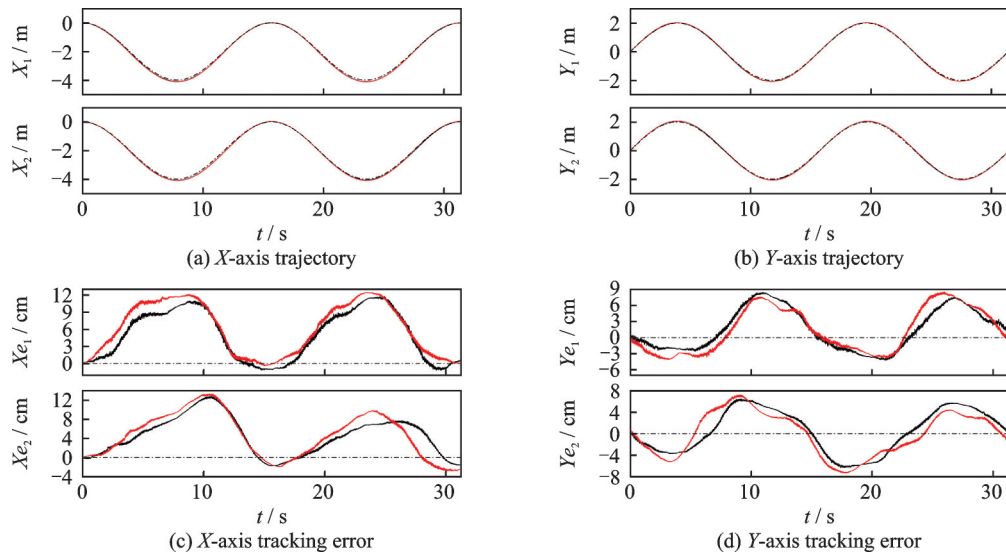 X₁ / m
0
−2
−4
X₂ / m
0
−2
−4
0 10 20 30
t / s
(a) X-axis trajectory
Y₁ / m
2
0
−2
Y₂ / m
2
0
−2
0 10 20 30
t / s
(b) Y-axis trajectory
Xe₁ / cm
12
9
6
3
0
Xe₂ / cm
12
8
4
0
−4
0 10 20 30
t / s
(c) X-axis tracking error
Ye₁ / cm
9
6
3
0
−3
−6
Ye₂ / cm
8
4
0
−4
−8
0 10 20 30
t / s
(d) Y-axis tracking error